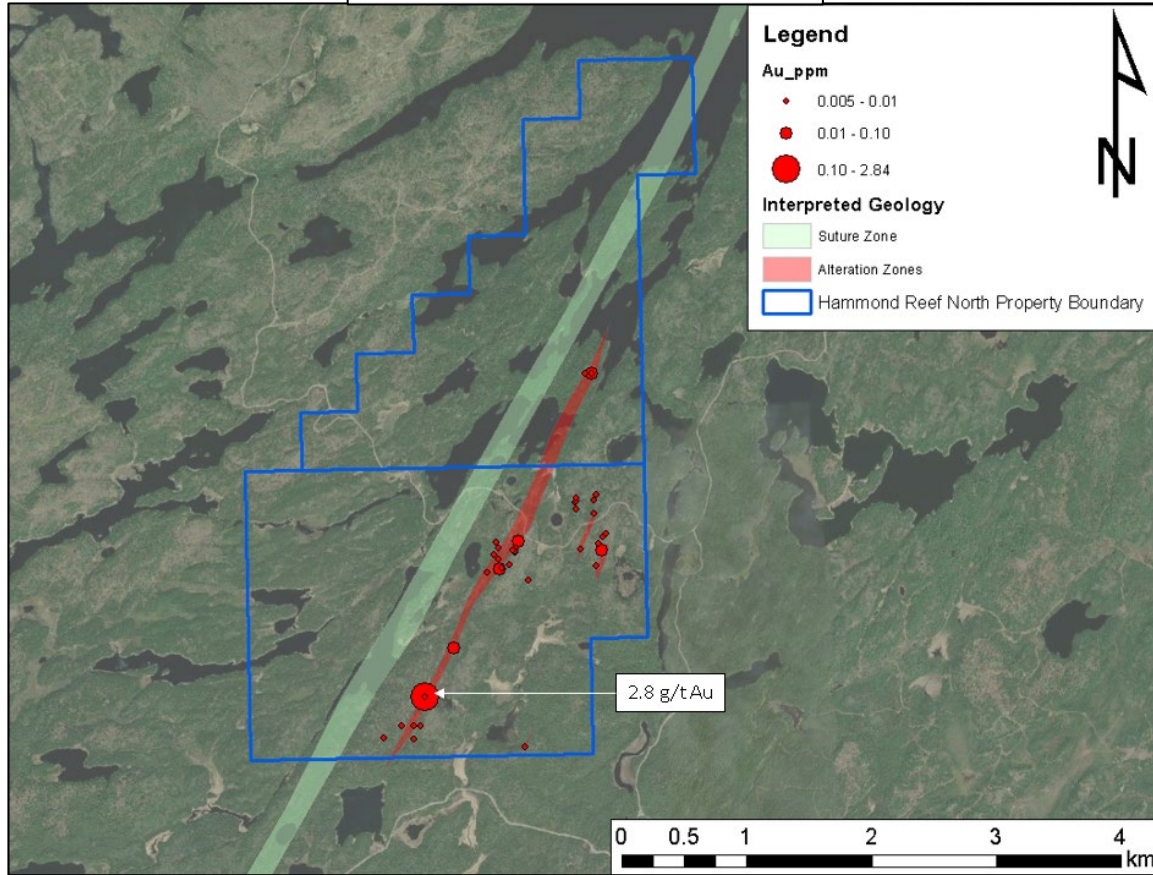 Legend
Au_ppm
0.005 - 0.01
0.01 - 0.10
0.10 - 2.84
Interpreted Geology
Suture Zone
Alteration Zones
Hammond Reef North Property Boundary
N
2.8 g/t Au
0 0.5 1 2 3 4
km